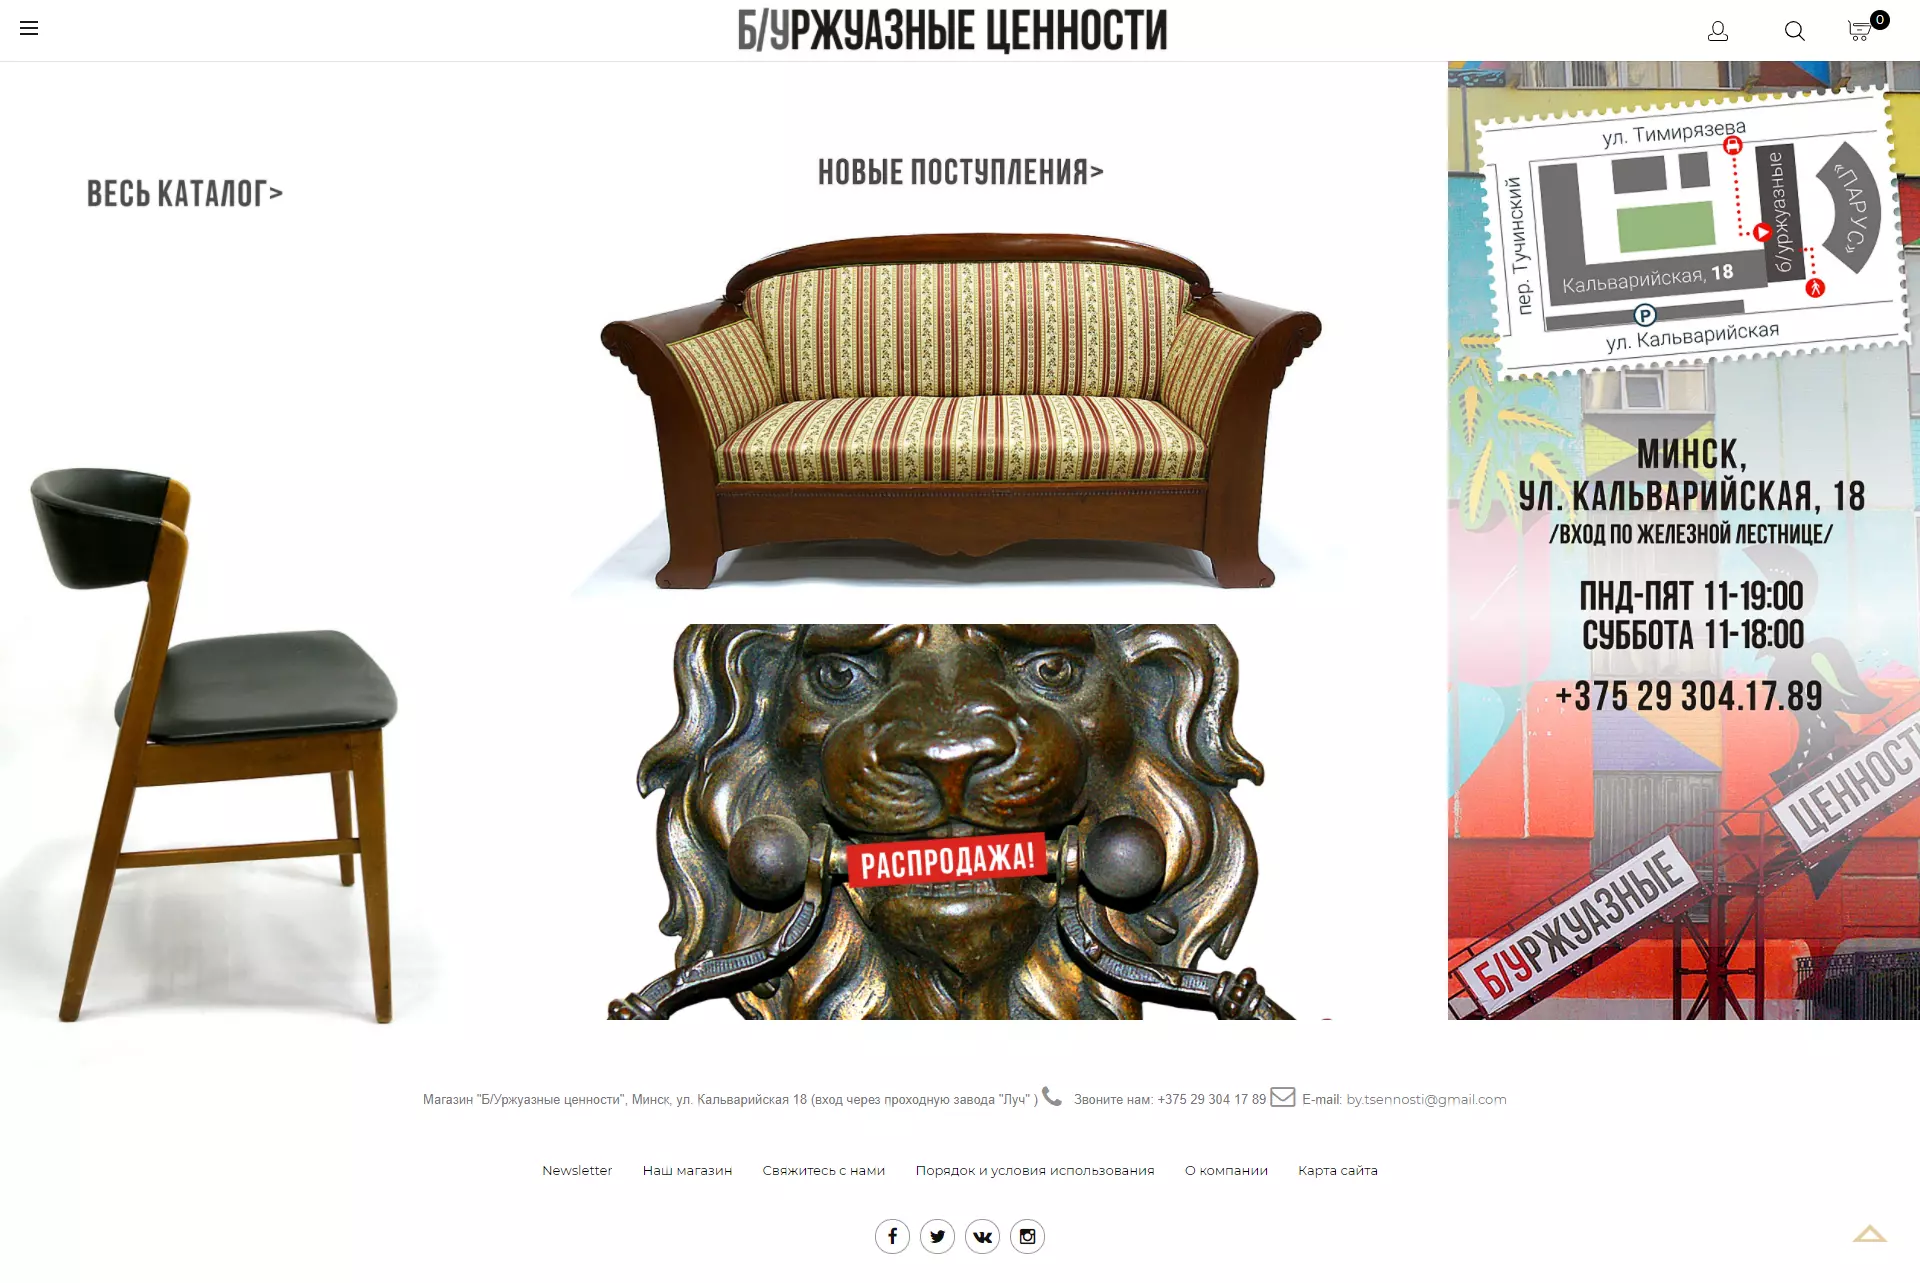 Б/УРЖУАЗНЫЕ ЦЕННОСТИ
0
ВЕСЬ КАТАЛОГ>
НОВЫЕ ПОСТУПЛЕНИЯ>
ул. Тимирязева
пер. Тучинский
б/уржуазные
«ПАРУС»
Кальварийская, 18
P
ул. Кальварийская
МИНСК,
УЛ. КАЛЬВАРИЙСКАЯ, 18
/ВХОД ПО ЖЕЛЕЗНОЙ ЛЕСТНИЦЕ/
ПНД-ПЯТ 11-19:00
СУББОТА 11-18:00
+375 29 304.17.89
Б/УРЖУАЗНЫЕ
ЦЕННОСТ
РАСПРОДАЖА!
Магазин "Б/Уржуазные ценности", Минск, ул. Кальварийская 18 (вход через проходную завода "Луч" ) Звоните нам: +375 29 304 17 89 E-mail: by.tsennosti@gmail.com
Newsletter Наш магазин Свяжитесь с нами Порядок и условия использования О компании Карта сайта